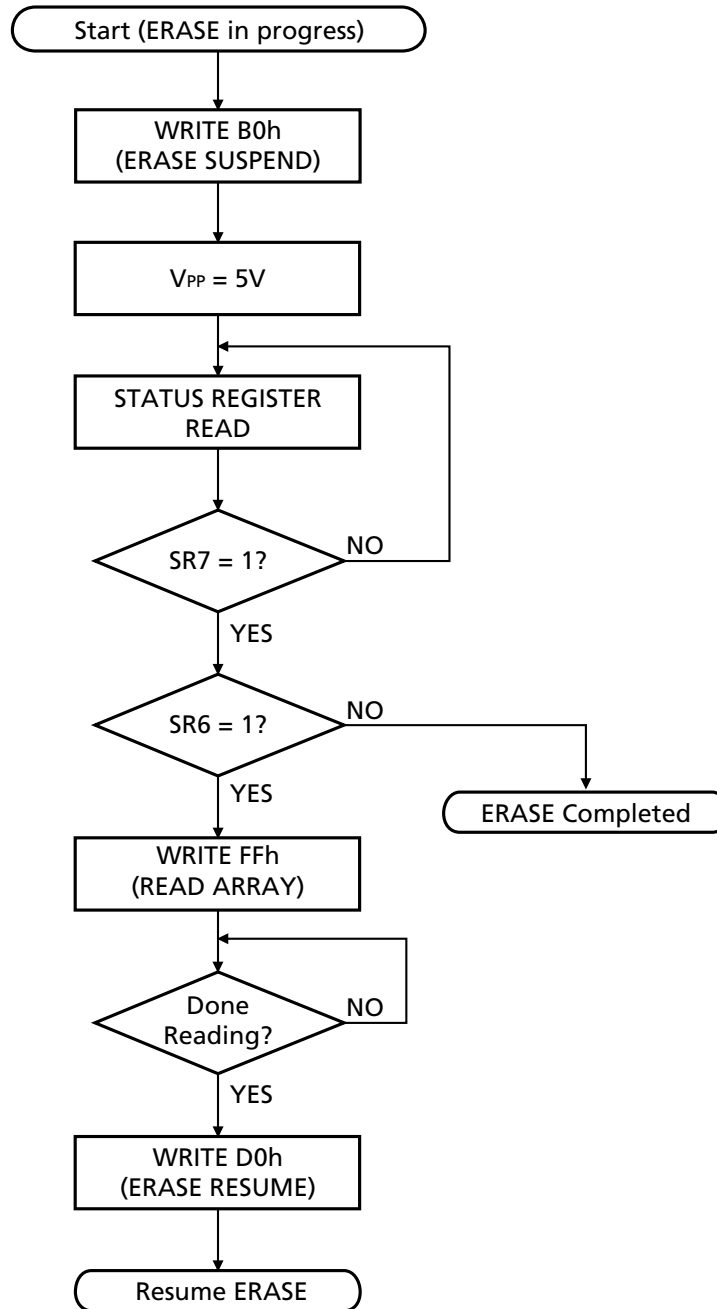 Start (ERASE in progress)
WRITE B0h
(ERASE SUSPEND)
VPP = 5V
STATUS REGISTER
READ
SR7 = 1?
NO
YES
SR6 = 1?
NO
YES
ERASE Completed
WRITE FFh
(READ ARRAY)
Done
Reading?
NO
YES
WRITE D0h
(ERASE RESUME)
Resume ERASE